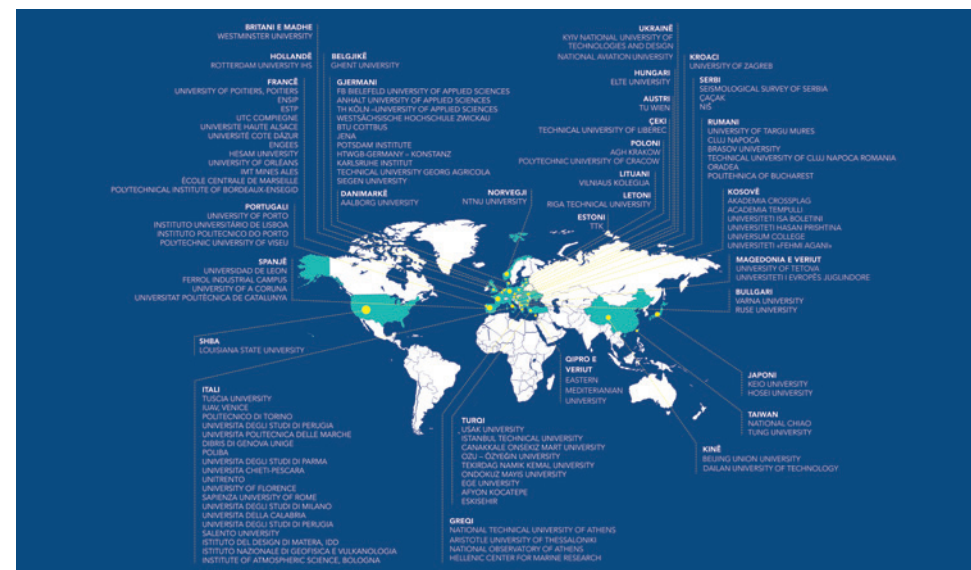 BRITANI E MADHE
WESTMINSTER UNIVERSITY
HOLLANDË
ROTTERDAM UNIVERSITY IHS
FRANCË
UNIVERSITY OF POITIERS, POITIERS
ENSIP
ESTP
UTC COMPIEGNE
UNIVERSITE HAUTE ALSACE
UNIVERSITÉ COTE DÁZUR
ENGEES
HESAM UNIVERSITY
UNIVERSITY OF ORLÉANS
IMT MINES ALES
ÉCOLE CENTRALE DE MARSEILLE
POLYTECHNICAL INSTITUTE OF BORDEAUX-ENSEGID
PORTUGALI
UNIVERSITY OF PORTO
INSTITUTO UNIVERSITÁRIO DE LISBOA
INSTITUTO POLITECNICO DO PORTO
POLYTECHNIC UNIVERSITY OF VISEU
SPANJË
UNIVERSIDAD DE LEON
FERROL INDUSTRIAL CAMPUS
UNIVERSITY OF A CORUNA
UNIVERSITAT POLITÈCNICA DE CATALUNYA
SHBA
LOUISIANA STATE UNIVERSITY
ITALI
TUSCIA UNIVERSITY
IUAV, VENICE
POLITECNICO DI TORINO
UNIVERSITA DEGLI STUDI DI PERUGIA
UNIVERSITA POLITECNICA DELLE MARCHE
DIBRIS DI GENOVA UNIGE
POLIBA
UNIVERSITA DEGLI STUDI DI PARMA
UNIVERSITA CHIETI-PESCARA
UNITRENTO
UNIVERSITY OF FLORENCE
SAPIENZA UNIVERSITY OF ROME
UNIVERSITA DEGLI STUDI DI MILANO
UNIVERSITA DELLA CALABRIA
UNIVERSITA DEGLI STUDI DI PERUGIA
SALENTO UNIVERSITY
ISTITUTO DEL DESIGN DI MATERA, IDD
ISTITUTO NAZIONALE DI GEOFISICA E VULKANOLOGIA
INSTITUTE OF ATMOSPHERIC SCIENCE, BOLOGNA
BELGJIKË
GHENT UNIVERSITY
GJERMANI
FB BIELEFELD UNIVERSITY OF APPLIED SCIENCES
ANHALT UNIVERSITY OF APPLIED SCIENCES
TH KÖLN –UNIVERSITY OF APPLIED SCIENCES
WESTSÄCHSISCHE HOCHSCHULE ZWICKAU
BTU COTTBUS
JENA
POTSDAM INSTITUTE
HTWGB-GERMANY – KONSTANZ
KARLSRUHE INSTITUT
TECHNICAL UNIVERSITY GEORG AGRICOLA
SIEGEN UNIVERSITY
DANIMARKË
AALBORG UNIVERSITY
NORVEGJI
NTNU UNIVERSITY
UKRAINË
KYIV NATIONAL UNIVERSITY OF
TECHNOLOGIES AND DESIGN
NATIONAL AVIATION UNIVERSITY
HUNGARI
ELTE UNIVERSITY
AUSTRI
TU WIEN
ÇEKI
TECHNICAL UNIVERSITY OF LIBEREC
POLONI
AGH KRAKOW
POLYTECHNIC UNIVERSITY OF CRACOW
LITUANI
VILNIAUS KOLEGIJA
LETONI
RIGA TECHNICAL UNIVERSITY
ESTONI
TTK
KROACI
UNIVERSITY OF ZAGREB
SERBI
SEISMOLOGICAL SURVEY OF SERBIA
ÇAÇAK
NIŠ
RUMANI
UNIVERSITY OF TARGU MURES
CLUJ NAPOCA
BRASOV UNIVERSITY
TECHNICAL UNIVERSITY OF CLUJ NAPOCA ROMANIA
ORADEA
POLITEHNICA OF BUCHAREST
KOSOVË
AKADEMIA CROSSPLAG
ACADEMIA TEMPULLI
UNIVERSITETI ISA BOLETINI
UNIVERSITETI HASAN PRISHTINA
UNIVERSUM COLLEGE
UNIVERSITETI «FEHMI AGANI»
MAQEDONIA E VERIUT
UNIVERSITY OF TETOVA
UNIVERSITETI I EVROPËS JUGLINDORE
BULLGARI
VARNA UNIVERSITY
RUSE UNIVERSITY
QIPRO E
VERIUT
EASTERN
MEDITERIANIAN
UNIVERSITY
JAPONI
KEIO UNIVERSITY
HOSEI UNIVERSITY
TAIWAN
NATIONAL CHIAO
TUNG UNIVERSITY
KINË
BEIJING UNION UNIVERSITY
DAILAN UNIVERSITY OF TECHNOLOGY
TURQI
USAK UNIVERSITY
ISTANBUL TECHNICAL UNIVERSITY
CANAKKALE ONSEKIZ MART UNIVERSITY
OZU – ÖZYEĞIN UNIVERSITY
TEKIRDAG NAMIK KEMAL UNIVERSITY
ONDOKUZ MAYIS UNIVERSITY
EGE UNIVERSITY
AFYON KOCATEPE
ESKISEHIR
GREQI
NATIONAL TECHNICAL UNIVERSITY OF ATHENS
ARISTOTLE UNIVERSITY OF THESSALONIKI
NATIONAL OBSERVATORY OF ATHENS
HELLENIC CENTER FOR MARINE RESEARCH